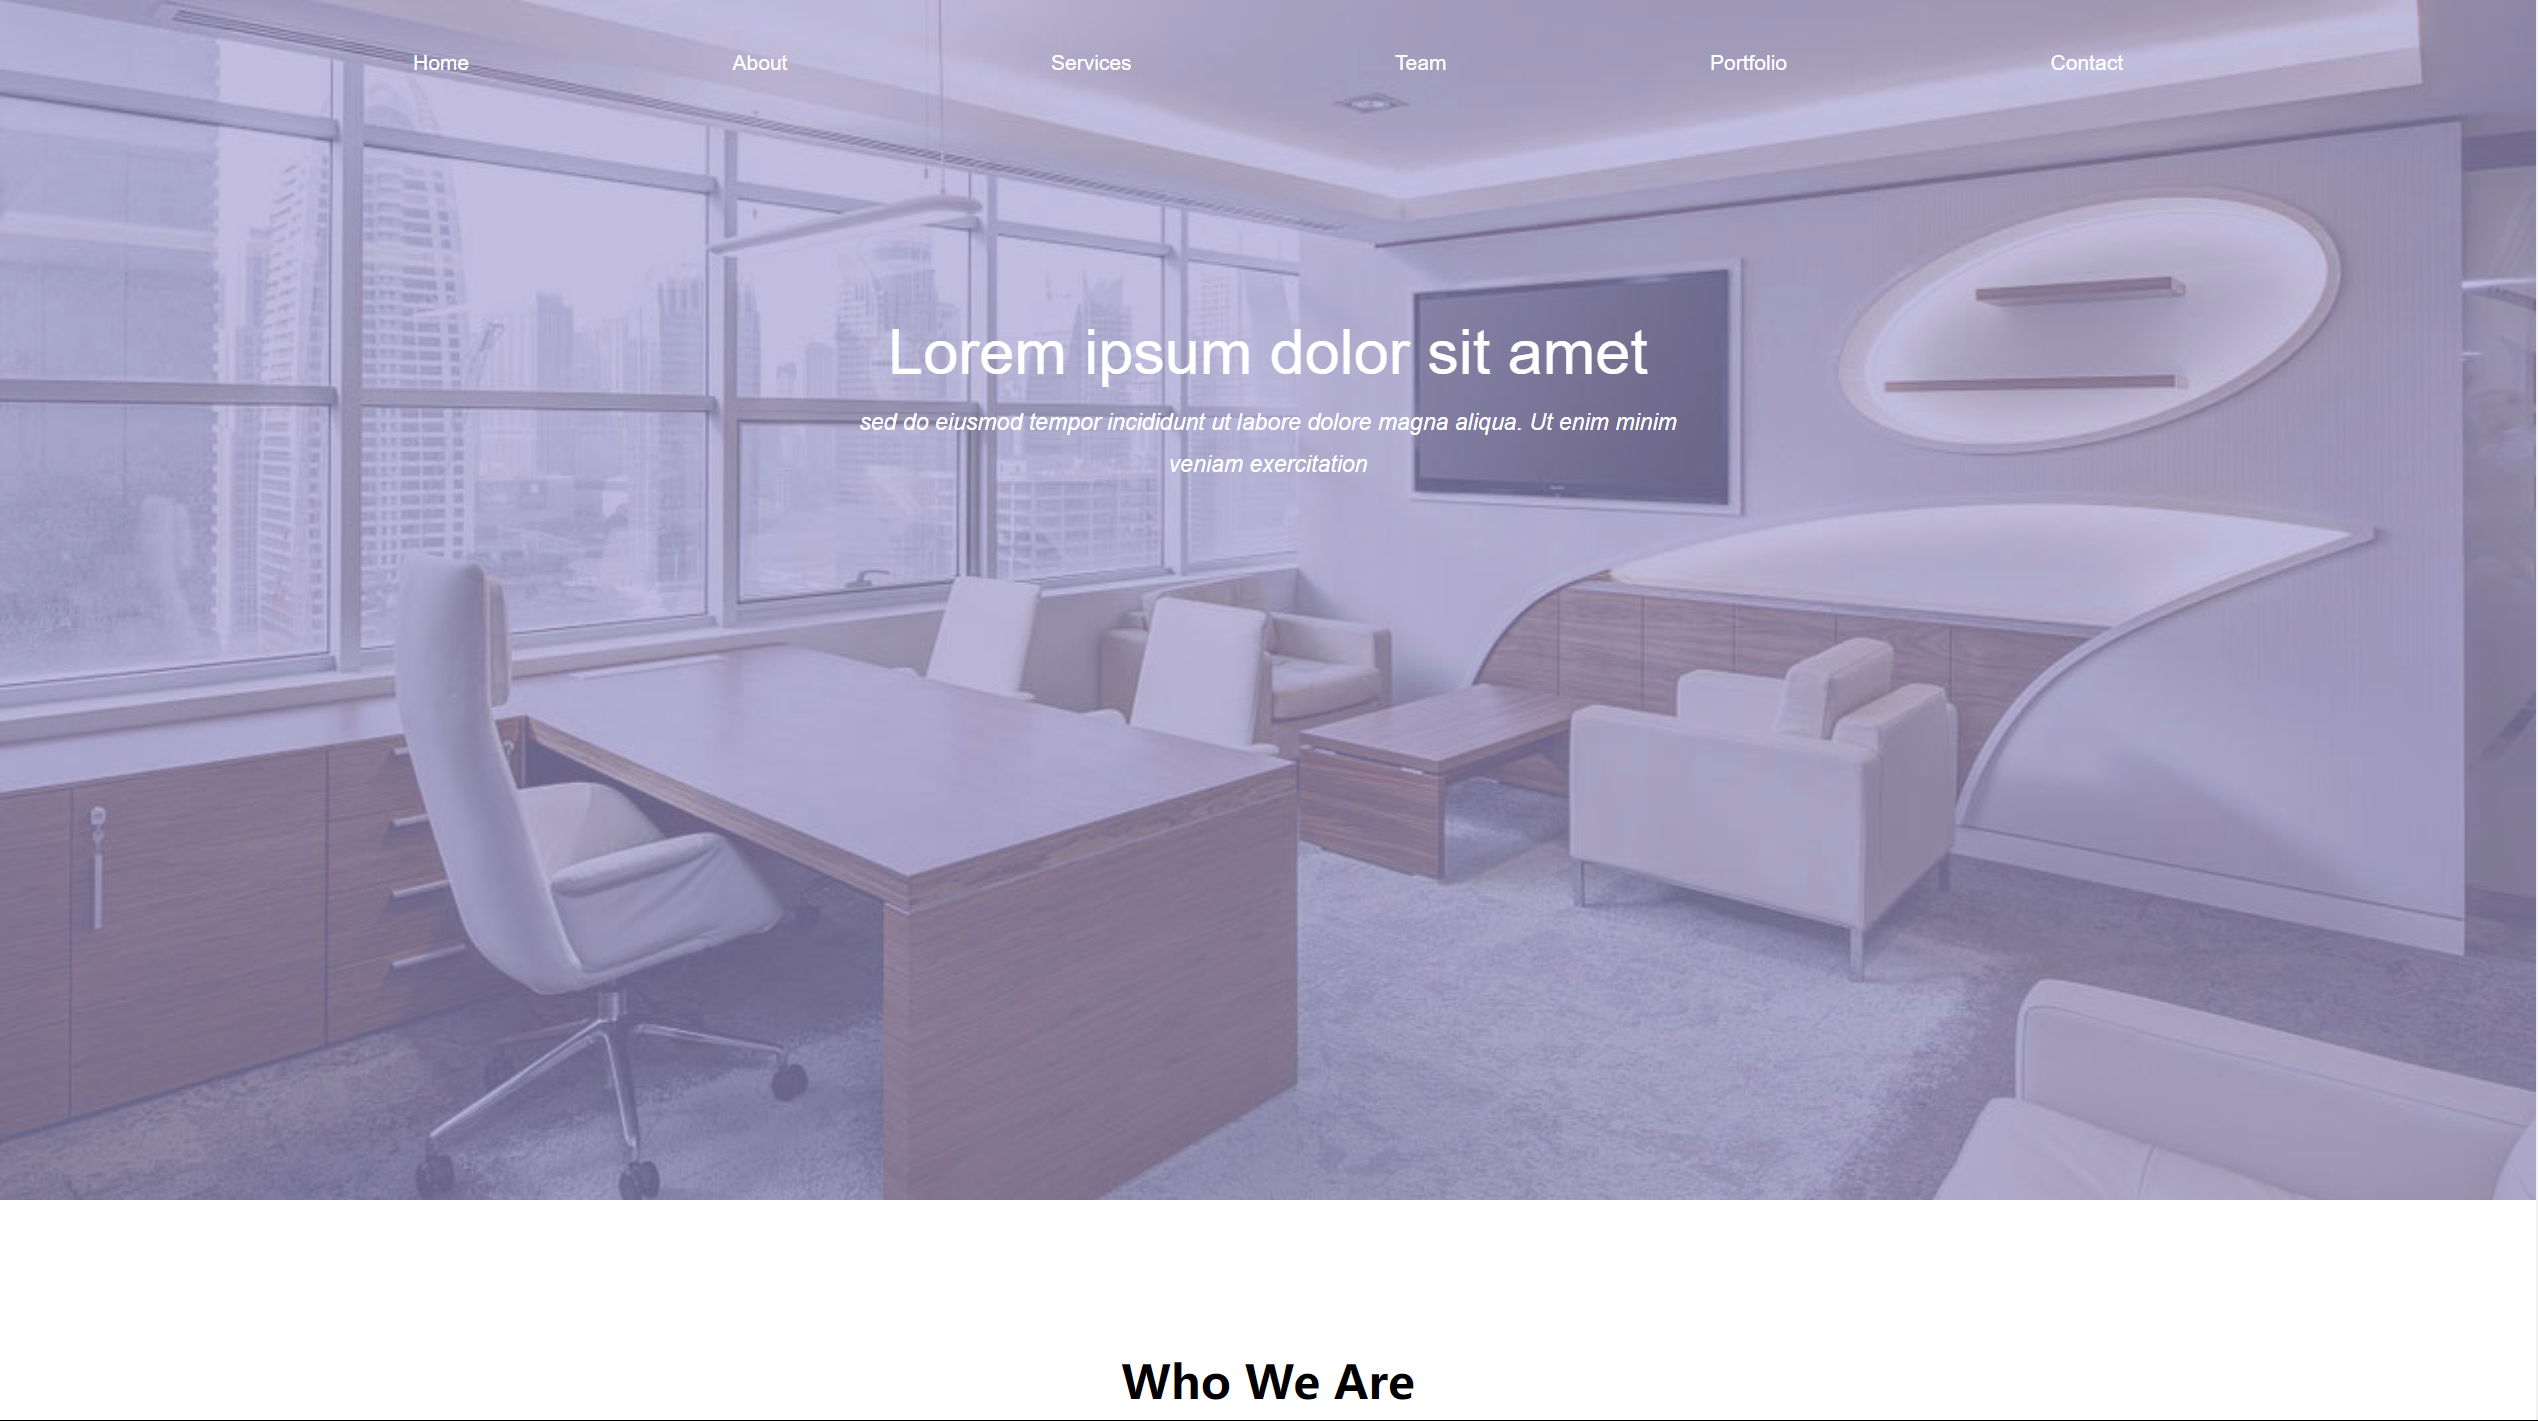 Home About Services Team Portfolio Contact
Lorem ipsum dolor sit amet
sed do eiusmod tempor incididunt ut labore dolore magna aliqua. Ut enim minim
veniam exercitation
Who We Are